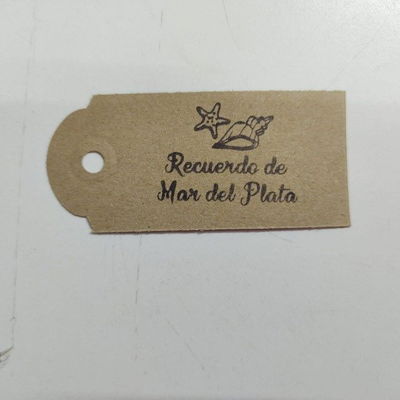 Recuerdo de
Mar del Plata